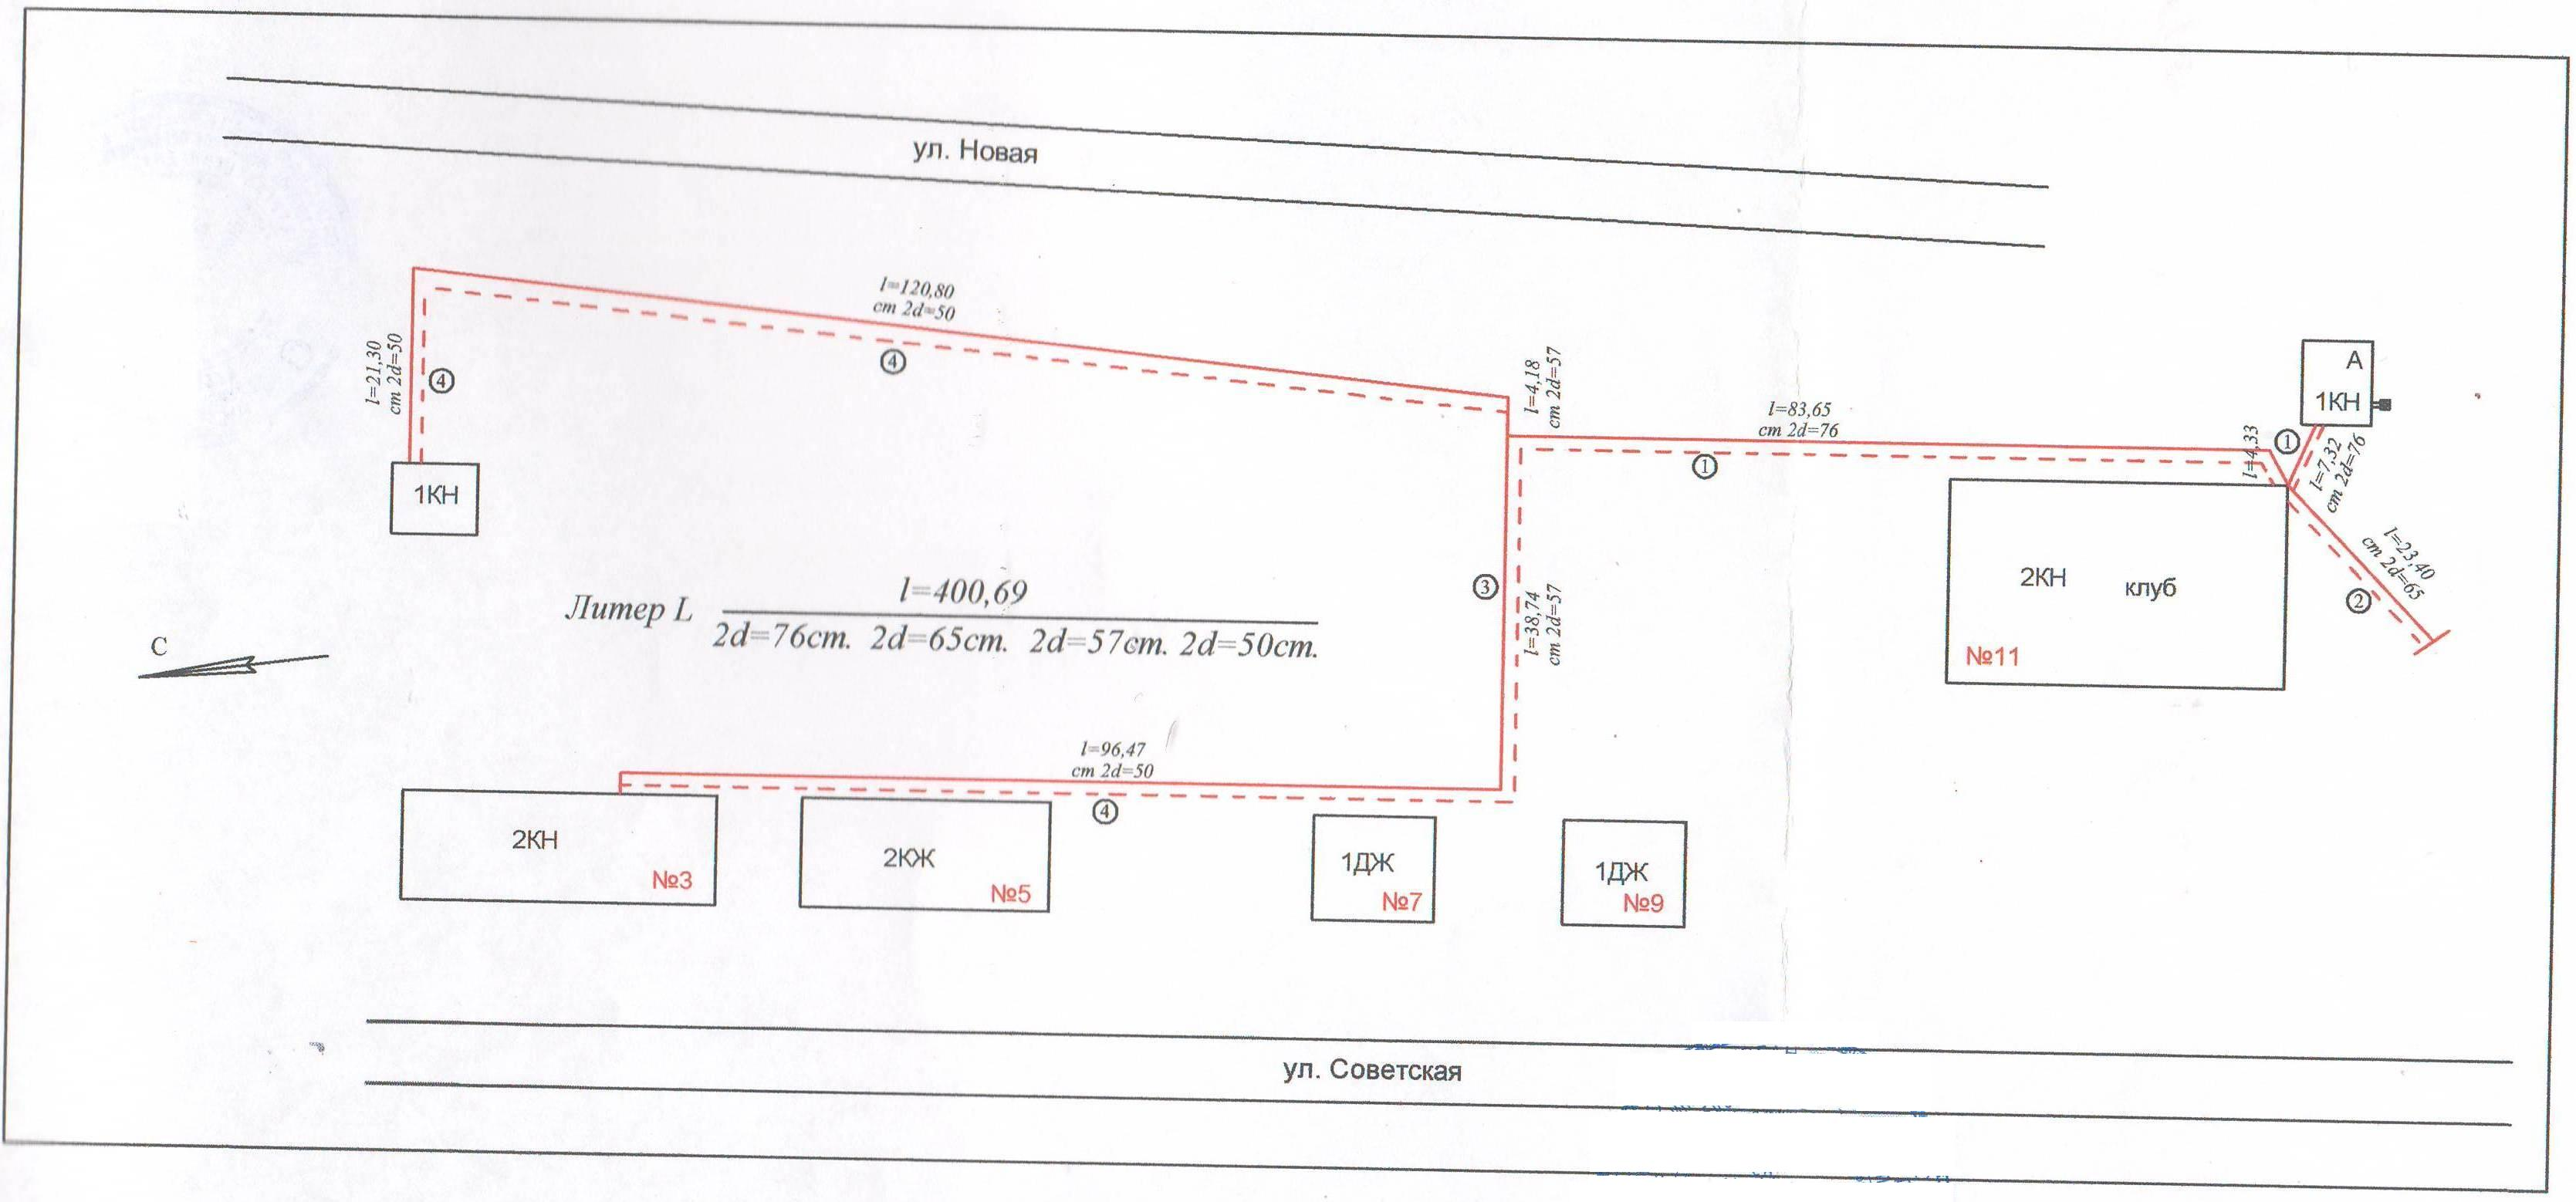 ул. Новая
l=120,80
ст 2d=50
④
l=21,30
ст 2d=50
④
1КН
l=4,18
ст 2d=57
l=83,65
ст 2d=76
①
А
1КН
①
l=4,33
l=7,32
ст 2d=76
l=23,40
ст 2d=65
②
2КН клуб
№11
③
l=38,74
ст 2d=57
Литер L
l=400,69
2d=76ст. 2d=65ст. 2d=57ст. 2d=50ст.
С
l=96,47
ст 2d=50
④
2КН
№3
2КЖ
№5
1ДЖ
№7
1ДЖ
№9
ул. Советская